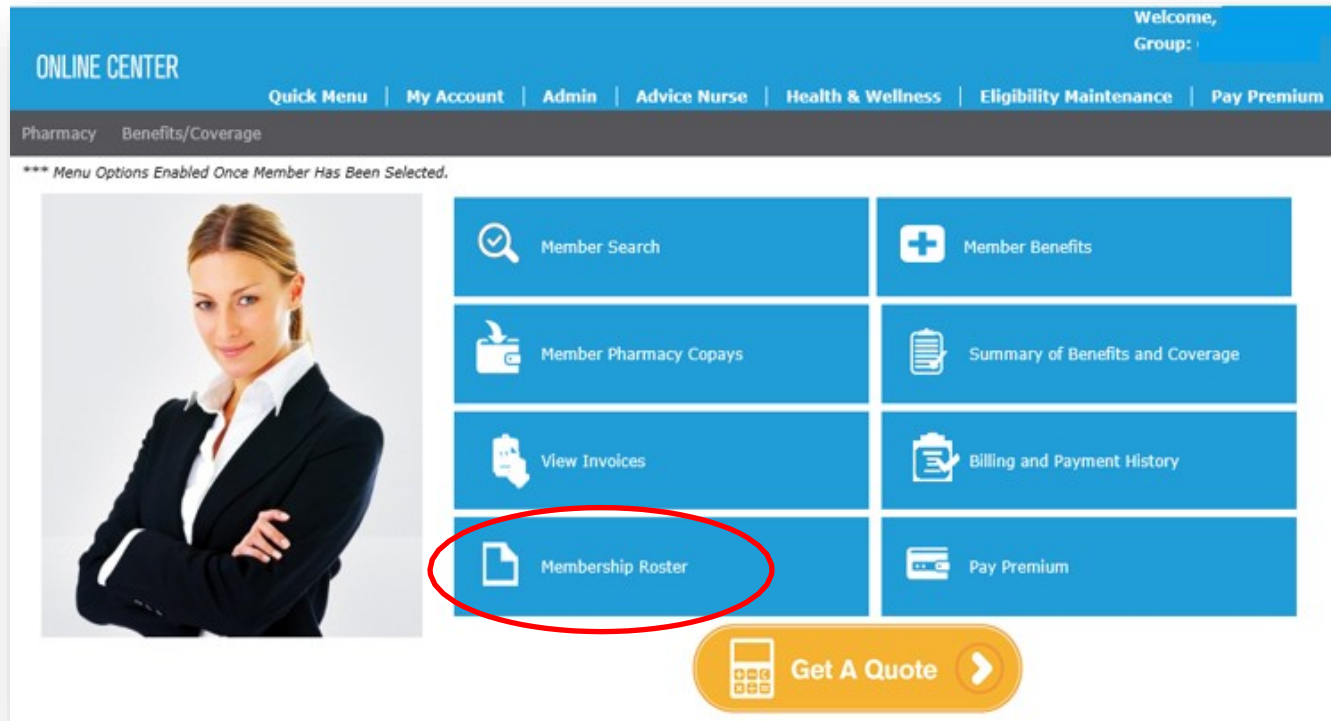 Welcome,
Group:
ONLINE CENTER
Quick Menu | My Account | Admin | Advice Nurse | Health & Wellness | Eligibility Maintenance | Pay Premium
Pharmacy Benefits/Coverage
*** Menu Options Enabled Once Member Has Been Selected.
Member Search
Member Benefits
Member Pharmacy Copays
Summary of Benefits and Coverage
View Invoices
Billing and Payment History
Membership Roster
Pay Premium
Get A Quote